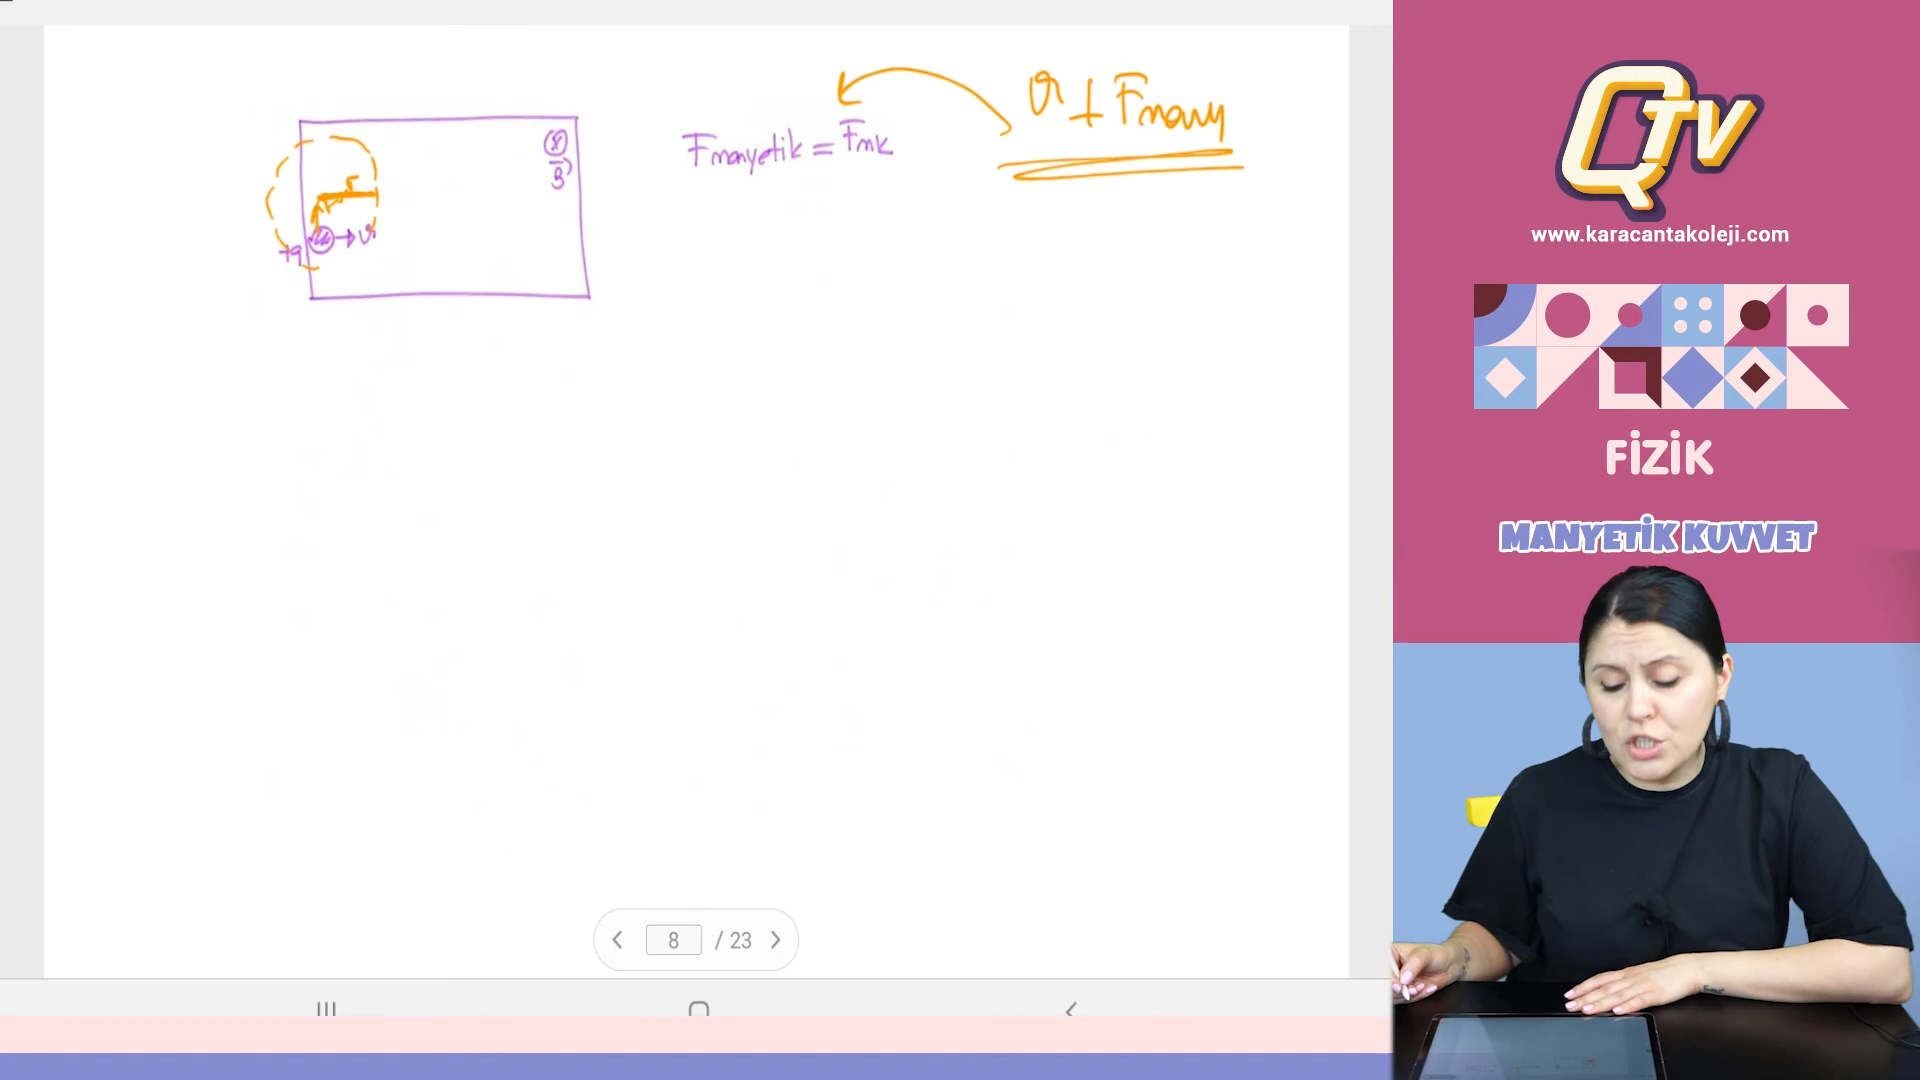 ϑ ⊥ Fmany
Fmanyetik = Fmk
⊗
B
r
F
+q → ϑ
8 / 23
QTV
www.karacantakoleji.com
FİZİK
MANYETİK KUVVET